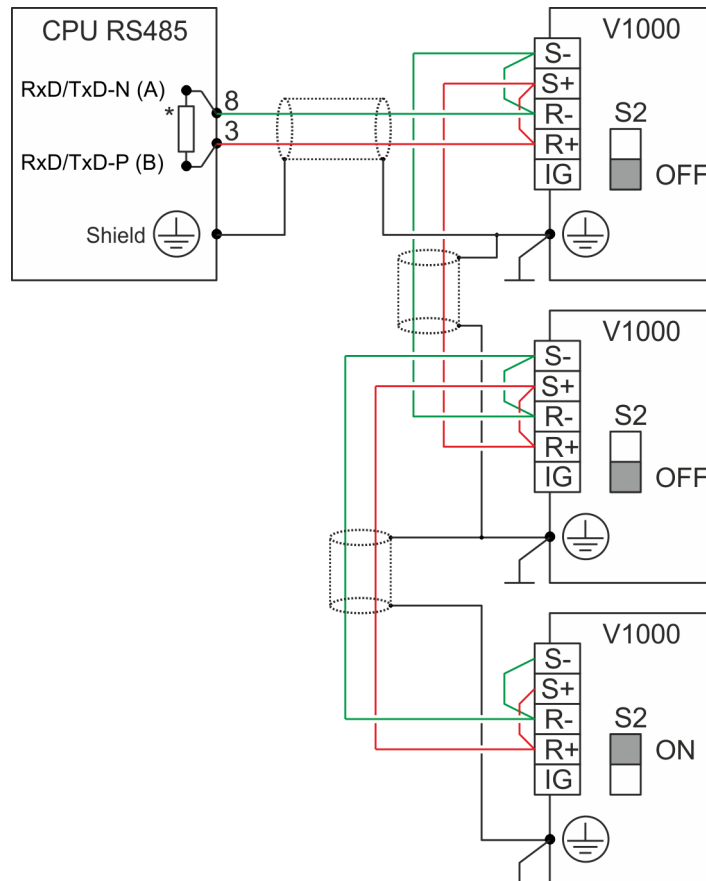 CPU RS485
RxD/TxD-N (A)
8
*
3
RxD/TxD-P (B)
Shield
V1000
S-
S+
R-
R+
IG
S2
OFF
V1000
S-
S+
R-
R+
IG
S2
OFF
V1000
S-
S+
R-
R+
IG
S2
ON